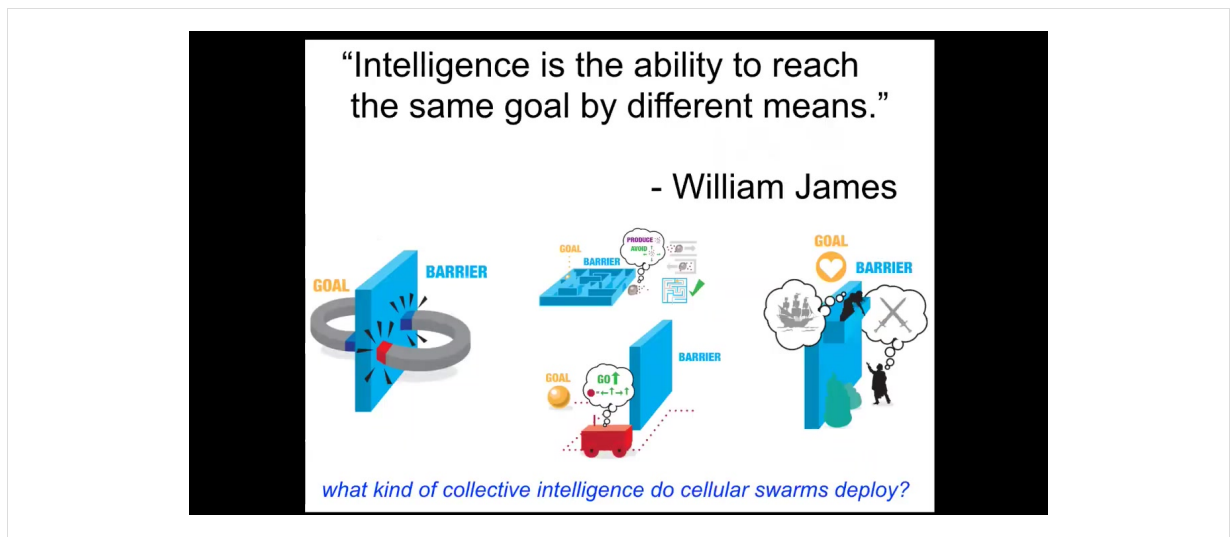 “Intelligence is the ability to reach
the same goal by different means.”
- William James
GOAL
BARRIER
GOAL
BARRIER
PRODUCE
AVOID
GOAL
GO↑
←↑→↑
BARRIER
GOAL
BARRIER
what kind of collective intelligence do cellular swarms deploy?